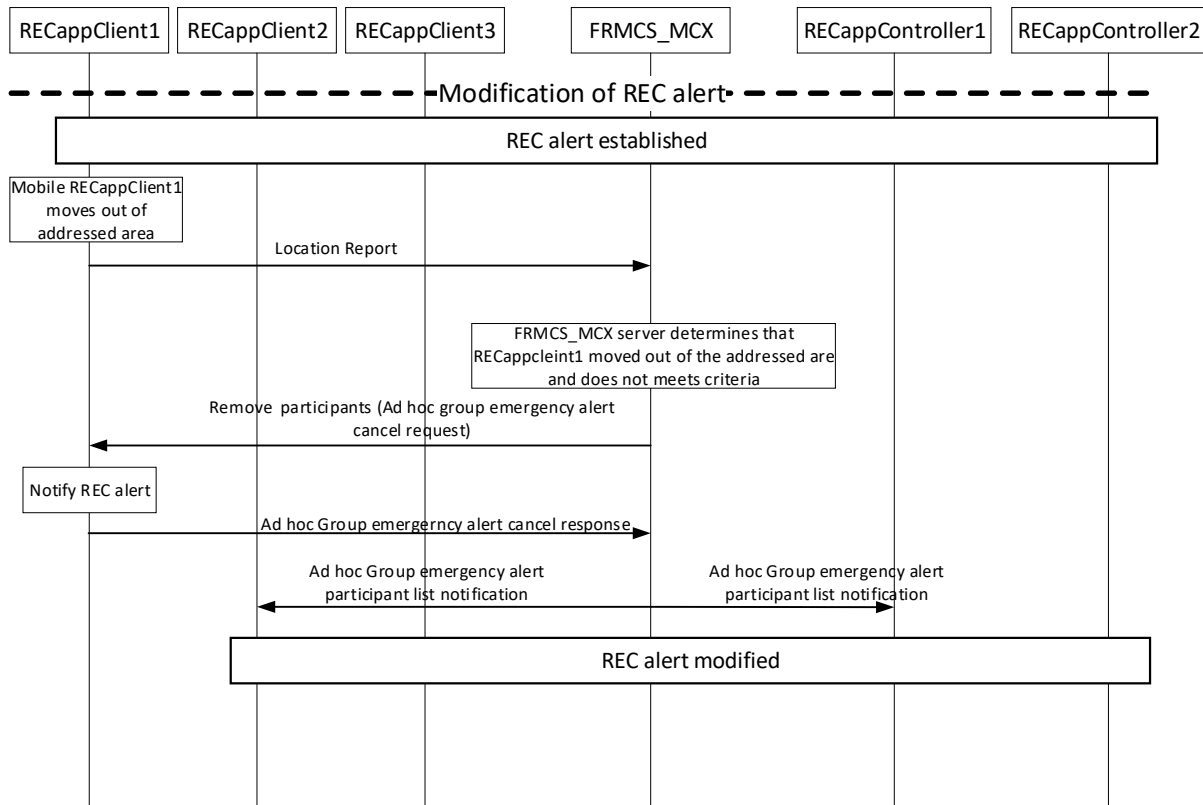 RECappClient1
RECappClient2
RECappClient3
FRMCS_MCX
RECappController1
RECappController2
Modification of REC alert
REC alert established
Mobile RECappClient1
moves out of
addressed area
Location Report
FRMCS_MCX server determines that
RECappcleint1 moved out of the addressed are
and does not meets criteria
Remove participants (Ad hoc group emergency alert
cancel request)
Notify REC alert
Ad hoc Group emergerncy alert cancel response
Ad hoc Group emergency alert
participant list notification
Ad hoc Group emergency alert
participant list notification
REC alert modified